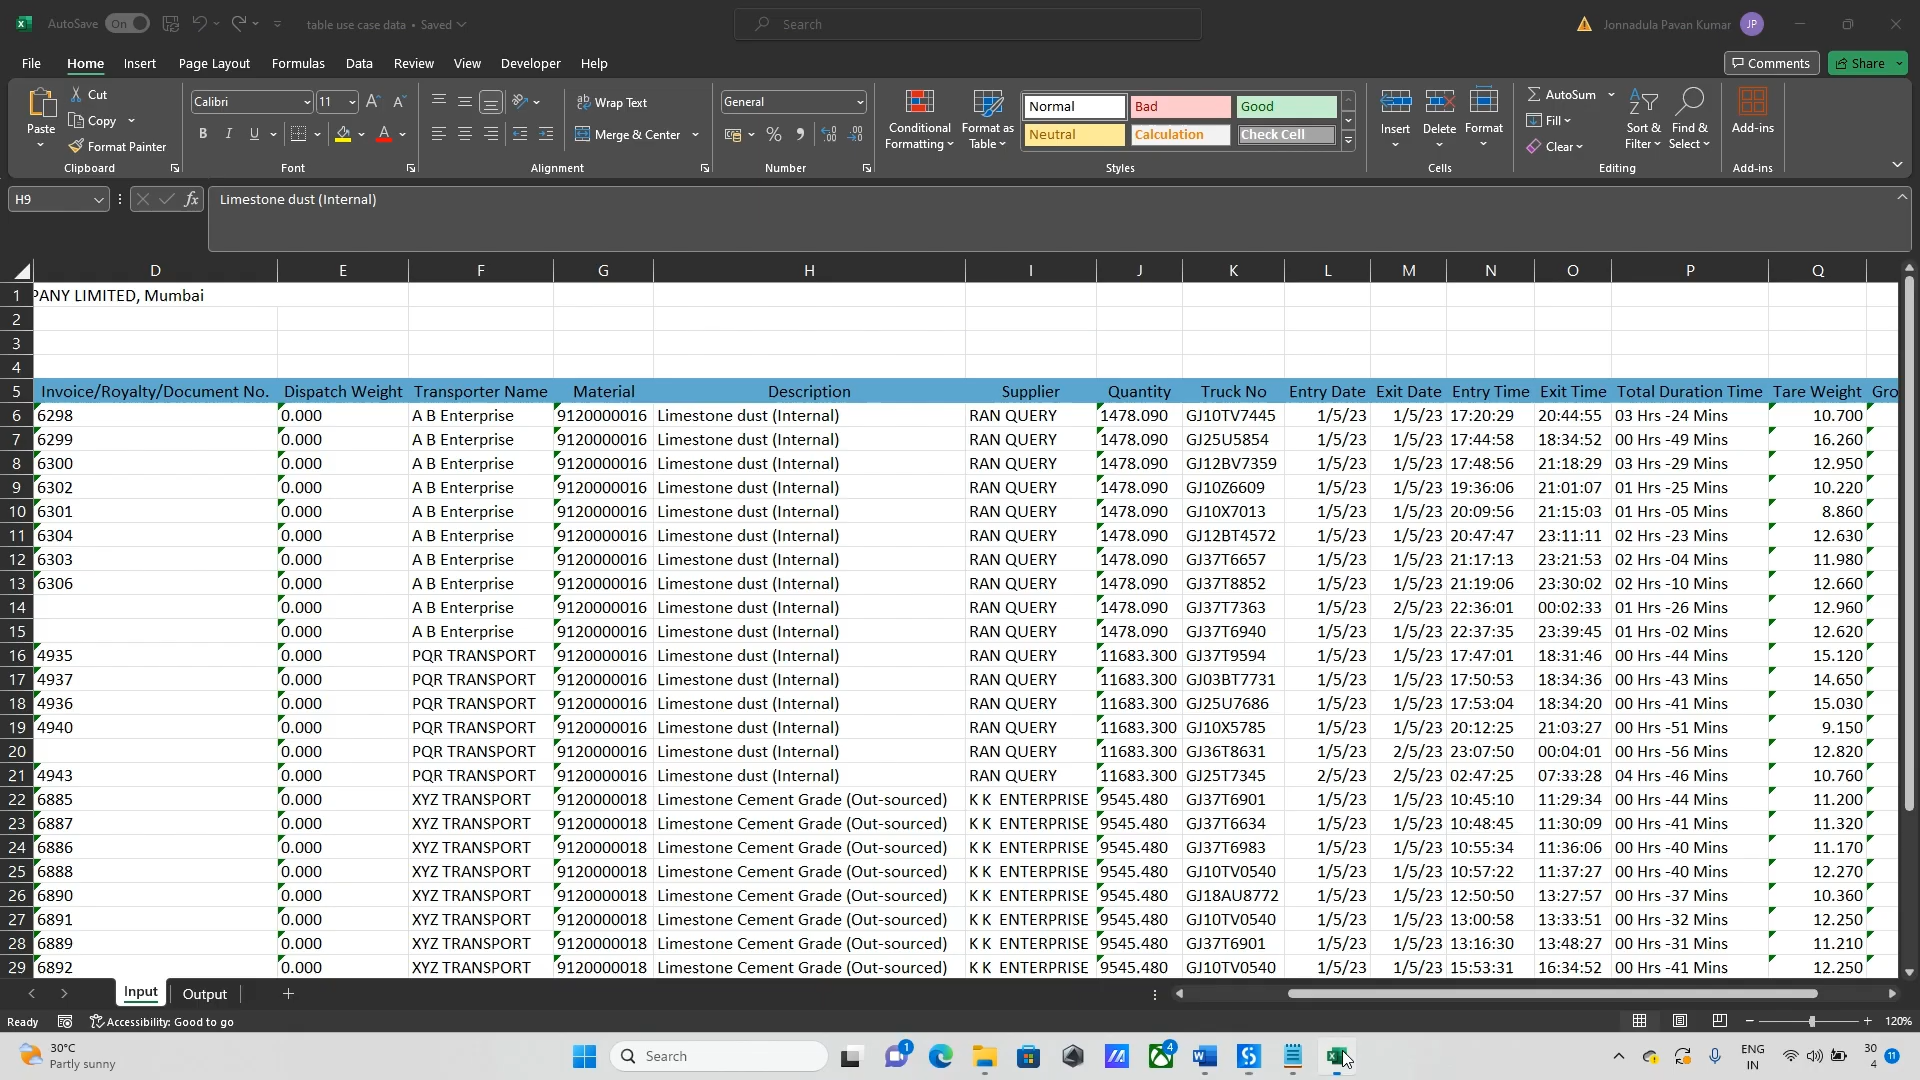 AutoSave On table use case data • Saved Search Jonnadula Pavan Kumar JP
File Home Insert Page Layout Formulas Data Review View Developer Help Comments Share
Paste Cut Copy Format Painter Clipboard
Calibri 11 B I U Font
Wrap Text Merge & Center Alignment
General % Number
Conditional Formatting Format as Table Normal Bad Good Neutral Calculation Check Cell Styles
Insert Delete Format Cells
AutoSum Fill Clear Sort & Filter Find & Select Editing
Add-ins Add-ins
H9 fx Limestone dust (Internal)
D E F G H I J K L M N O P Q
1 PANY LIMITED, Mumbai
2
3
4
5 Invoice/Royalty/Document No. Dispatch Weight Transporter Name Material Description Supplier Quantity Truck No Entry Date Exit Date Entry Time Exit Time Total Duration Time Tare Weight Gro
6 6298 0.000 A B Enterprise 9120000016 Limestone dust (Internal) RAN QUERY 1478.090 GJ10TV7445 1/5/23 1/5/23 17:20:29 20:44:55 03 Hrs -24 Mins 10.700
7 6299 0.000 A B Enterprise 9120000016 Limestone dust (Internal) RAN QUERY 1478.090 GJ25U5854 1/5/23 1/5/23 17:44:58 18:34:52 00 Hrs -49 Mins 16.260
8 6300 0.000 A B Enterprise 9120000016 Limestone dust (Internal) RAN QUERY 1478.090 GJ12BV7359 1/5/23 1/5/23 17:48:56 21:18:29 03 Hrs -29 Mins 12.950
9 6302 0.000 A B Enterprise 9120000016 Limestone dust (Internal) RAN QUERY 1478.090 GJ10Z6609 1/5/23 1/5/23 19:36:06 21:01:07 01 Hrs -25 Mins 10.220
10 6301 0.000 A B Enterprise 9120000016 Limestone dust (Internal) RAN QUERY 1478.090 GJ10X7013 1/5/23 1/5/23 20:09:56 21:15:03 01 Hrs -05 Mins 8.860
11 6304 0.000 A B Enterprise 9120000016 Limestone dust (Internal) RAN QUERY 1478.090 GJ12BT4572 1/5/23 1/5/23 20:47:47 23:11:11 02 Hrs -23 Mins 12.630
12 6303 0.000 A B Enterprise 9120000016 Limestone dust (Internal) RAN QUERY 1478.090 GJ37T6657 1/5/23 1/5/23 21:17:13 23:21:53 02 Hrs -04 Mins 11.980
13 6306 0.000 A B Enterprise 9120000016 Limestone dust (Internal) RAN QUERY 1478.090 GJ37T8852 1/5/23 1/5/23 21:19:06 23:30:02 02 Hrs -10 Mins 12.660
14 0.000 A B Enterprise 9120000016 Limestone dust (Internal) RAN QUERY 1478.090 GJ37T7363 1/5/23 2/5/23 22:36:01 00:02:33 01 Hrs -26 Mins 12.960
15 0.000 A B Enterprise 9120000016 Limestone dust (Internal) RAN QUERY 1478.090 GJ37T6940 1/5/23 1/5/23 22:37:35 23:39:45 01 Hrs -02 Mins 12.620
16 4935 0.000 PQR TRANSPORT 9120000016 Limestone dust (Internal) RAN QUERY 11683.300 GJ37T9594 1/5/23 1/5/23 17:47:01 18:31:46 00 Hrs -44 Mins 15.120
17 4937 0.000 PQR TRANSPORT 9120000016 Limestone dust (Internal) RAN QUERY 11683.300 GJ03BT7731 1/5/23 1/5/23 17:50:53 18:34:36 00 Hrs -43 Mins 14.650
18 4936 0.000 PQR TRANSPORT 9120000016 Limestone dust (Internal) RAN QUERY 11683.300 GJ25U7686 1/5/23 1/5/23 17:53:04 18:34:20 00 Hrs -41 Mins 15.030
19 4940 0.000 PQR TRANSPORT 9120000016 Limestone dust (Internal) RAN QUERY 11683.300 GJ10X5785 1/5/23 1/5/23 20:12:25 21:03:27 00 Hrs -51 Mins 9.150
20 0.000 PQR TRANSPORT 9120000016 Limestone dust (Internal) RAN QUERY 11683.300 GJ36T8631 1/5/23 2/5/23 23:07:50 00:04:01 00 Hrs -56 Mins 12.820
21 4943 0.000 PQR TRANSPORT 9120000016 Limestone dust (Internal) RAN QUERY 11683.300 GJ25T7345 2/5/23 2/5/23 02:47:25 07:33:28 04 Hrs -46 Mins 10.760
22 6885 0.000 XYZ TRANSPORT 9120000018 Limestone Cement Grade (Out-sourced) K K ENTERPRISE 9545.480 GJ37T6901 1/5/23 1/5/23 10:45:10 11:29:34 00 Hrs -44 Mins 11.200
23 6887 0.000 XYZ TRANSPORT 9120000018 Limestone Cement Grade (Out-sourced) K K ENTERPRISE 9545.480 GJ37T6634 1/5/23 1/5/23 10:48:45 11:30:09 00 Hrs -41 Mins 11.320
24 6886 0.000 XYZ TRANSPORT 9120000018 Limestone Cement Grade (Out-sourced) K K ENTERPRISE 9545.480 GJ37T6983 1/5/23 1/5/23 10:55:34 11:36:06 00 Hrs -40 Mins 11.170
25 6888 0.000 XYZ TRANSPORT 9120000018 Limestone Cement Grade (Out-sourced) K K ENTERPRISE 9545.480 GJ10TV0540 1/5/23 1/5/23 10:57:22 11:37:27 00 Hrs -40 Mins 12.270
26 6890 0.000 XYZ TRANSPORT 9120000018 Limestone Cement Grade (Out-sourced) K K ENTERPRISE 9545.480 GJ18AU8772 1/5/23 1/5/23 12:50:50 13:27:57 00 Hrs -37 Mins 10.360
27 6891 0.000 XYZ TRANSPORT 9120000018 Limestone Cement Grade (Out-sourced) K K ENTERPRISE 9545.480 GJ10TV0540 1/5/23 1/5/23 13:00:58 13:33:51 00 Hrs -32 Mins 12.250
28 6889 0.000 XYZ TRANSPORT 9120000018 Limestone Cement Grade (Out-sourced) K K ENTERPRISE 9545.480 GJ37T6901 1/5/23 1/5/23 13:16:30 13:48:27 00 Hrs -31 Mins 11.210
29 6892 0.000 XYZ TRANSPORT 9120000018 Limestone Cement Grade (Out-sourced) K K ENTERPRISE 9545.480 GJ10TV0540 1/5/23 1/5/23 15:53:31 16:34:52 00 Hrs -41 Mins 12.250
Input Output
Ready Accessibility: Good to go 120%
30°C Partly sunny Search 1 4 ENG IN 30 4 11